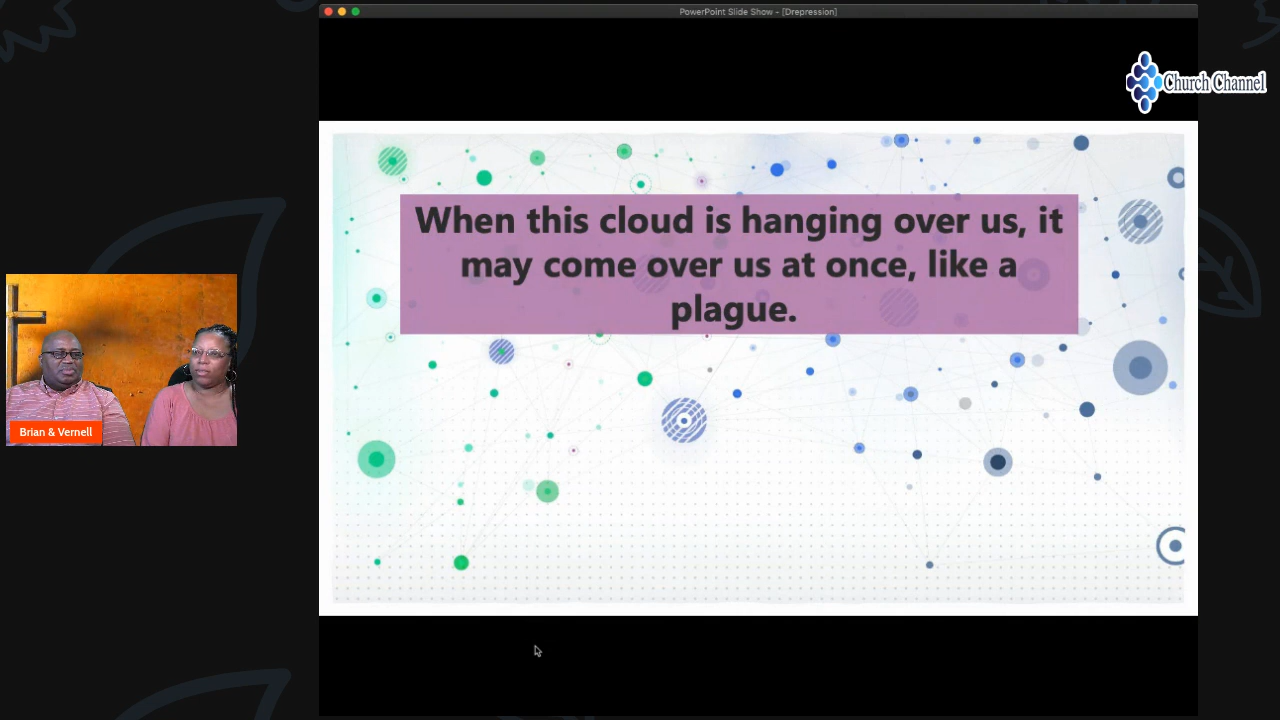 PowerPoint Slide Show - [Drepression]
Church Channel
When this cloud is hanging over us, it
may come over us at once, like a
plague.
Brian & Vernell